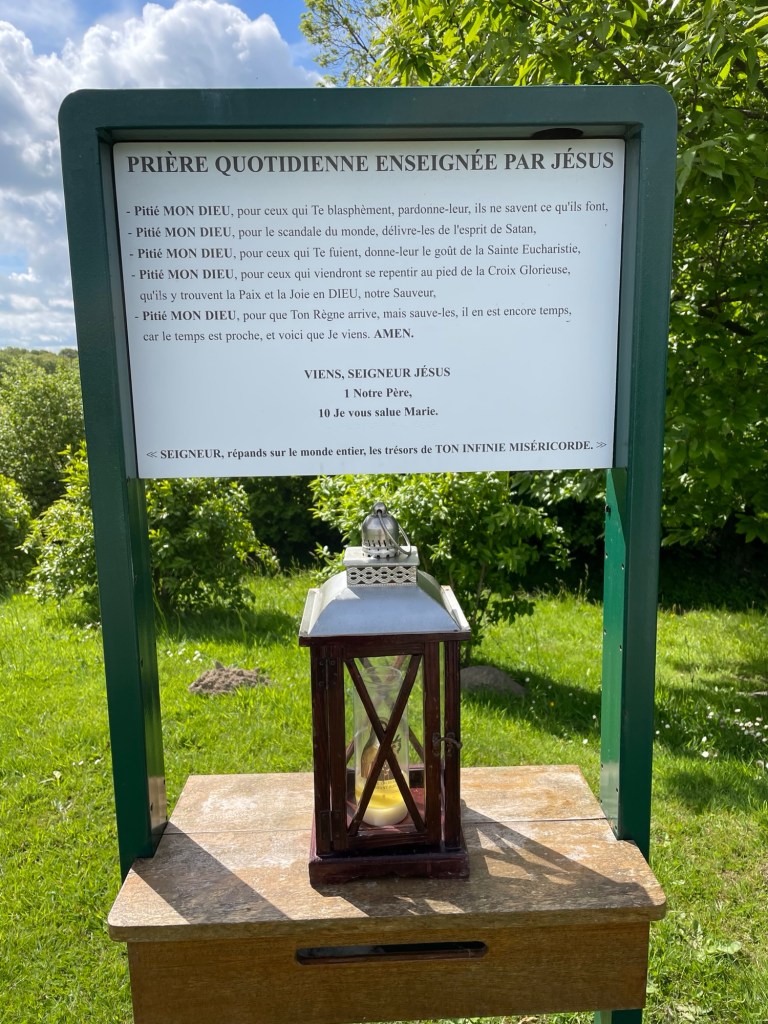 PRIÈRE QUOTIDIENNE ENSEIGNÉE PAR JÉSUS
- Pitié MON DIEU, pour ceux qui Te blasphèment, pardonne-leur, ils ne savent ce qu'ils font,
- Pitié MON DIEU, pour le scandale du monde, délivre-les de l'esprit de Satan,
- Pitié MON DIEU, pour ceux qui Te fuient, donne-leur le goût de la Sainte Eucharistie,
- Pitié MON DIEU, pour ceux qui viendront se repentir au pied de la Croix Glorieuse,
qu'ils y trouvent la Paix et la Joie en DIEU, notre Sauveur,
- Pitié MON DIEU, pour que Ton Règne arrive, mais sauve-les, il en est encore temps,
car le temps est proche, et voici que Je viens. AMEN.
VIENS, SEIGNEUR JÉSUS
1 Notre Père,
10 Je vous salue Marie.
≪ SEIGNEUR, répands sur le monde entier, les trésors de TON INFINIE MISÉRICORDE. ≫